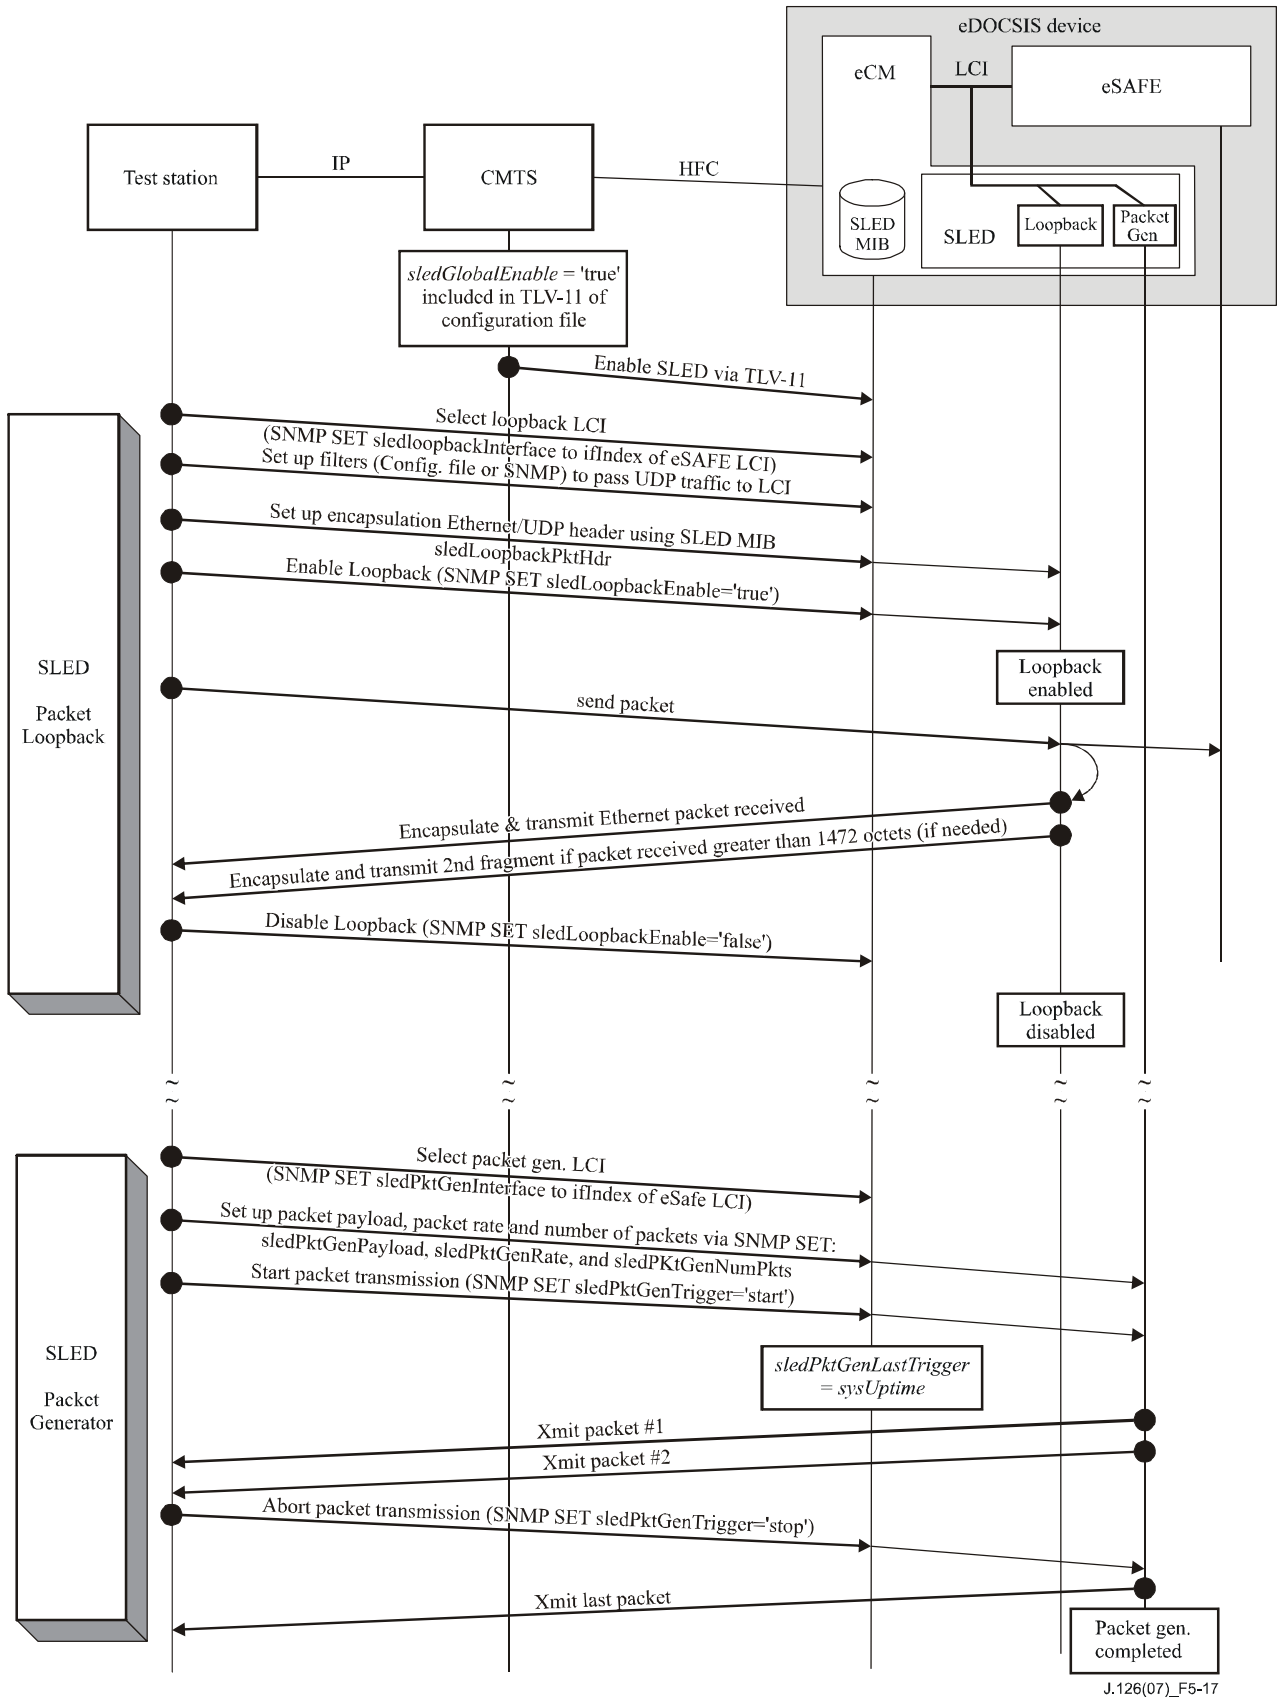 eDOCSIS device
eCM
LCI
eSAFE
Test station
IP
CMTS
HFC
SLED
MIB
SLED
Loopback
Packet
Gen
sledGlobalEnable = 'true'
included in TLV-11 of
configuration file
Enable SLED via TLV-11
Select loopback LCI
(SNMP SET sledloopbackInterface to ifIndex of eSAFE LCI)
Set up filters (Config. file or SNMP) to pass UDP traffic to LCI
Set up encapsulation Ethernet/UDP header using SLED MIB
sledLoopbackPktHdr
Enable Loopback (SNMP SET sledLoopbackEnable='true')
SLED
Packet
Loopback
Loopback
enabled
send packet
Encapsulate & transmit Ethernet packet received
Encapsulate and transmit 2nd fragment if packet received greater than 1472 octets (if needed)
Disable Loopback (SNMP SET sledLoopbackEnable='false')
Loopback
disabled
~ ~ ~ ~ ~
~ ~ ~ ~ ~
Select packet gen. LCI
(SNMP SET sledPktGenInterface to ifIndex of eSafe LCI)
Set up packet payload, packet rate and number of packets via SNMP SET:
sledPktGenPayload, sledPktGenRate, and sledPKtGenNumPkts
Start packet transmission (SNMP SET sledPktGenTrigger='start')
SLED
Packet
Generator
sledPktGenLastTrigger
= sysUptime
Xmit packet #1
Xmit packet #2
Abort packet transmission (SNMP SET sledPktGenTrigger='stop')
Xmit last packet
Packet gen.
completed
J.126(07)_F5-17